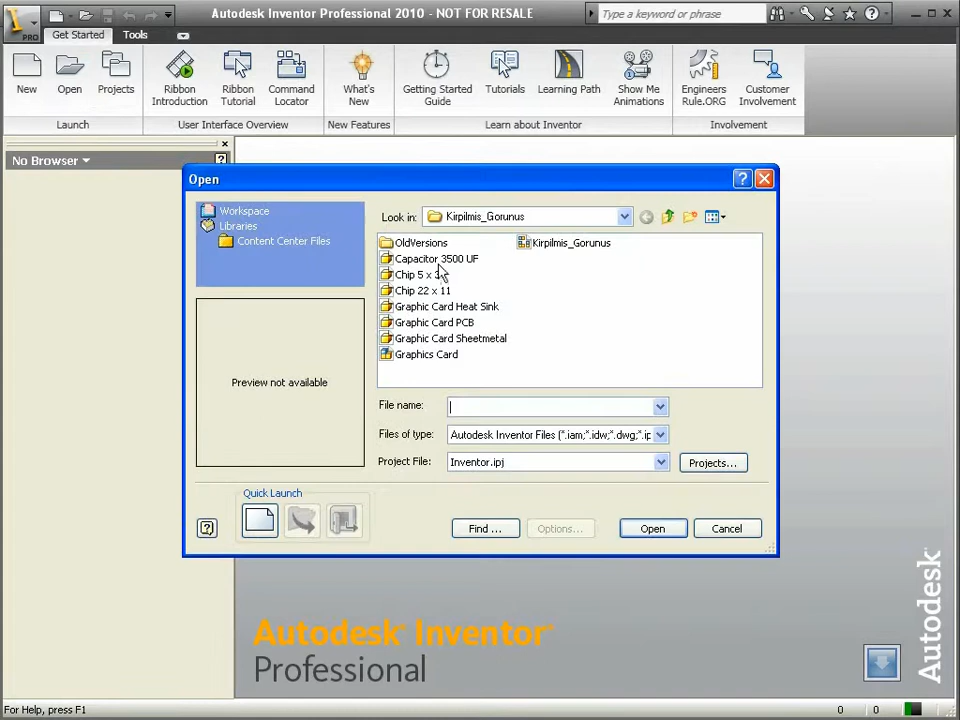 Autodesk Inventor Professional 2010 - NOT FOR RESALE
Type a keyword or phrase
PRO
Get Started
Tools
New
Open
Projects
Ribbon Introduction
Ribbon Tutorial
Command Locator
What's New
Getting Started Guide
Tutorials
Learning Path
Show Me Animations
Engineers Rule.ORG
Customer Involvement
Launch
User Interface Overview
New Features
Learn about Inventor
Involvement
No Browser
Open
Workspace
Libraries
Content Center Files
Look in:
Kirpilmis_Gorunus
OldVersions
Kirpilmis_Gorunus
Capacitor 3500 UF
Chip 5 x
Chip 22 x 11
Graphic Card Heat Sink
Graphic Card PCB
Graphic Card Sheetmetal
Graphics Card
Preview not available
File name:
Files of type:
Autodesk Inventor Files (*.iam;*.idw;*.dwg;*.ip
Project File:
Inventor.ipj
Projects...
Quick Launch
Find ...
Options...
Open
Cancel
Autodesk Inventor
Professional
Autodesk
For Help, press F1
0
0